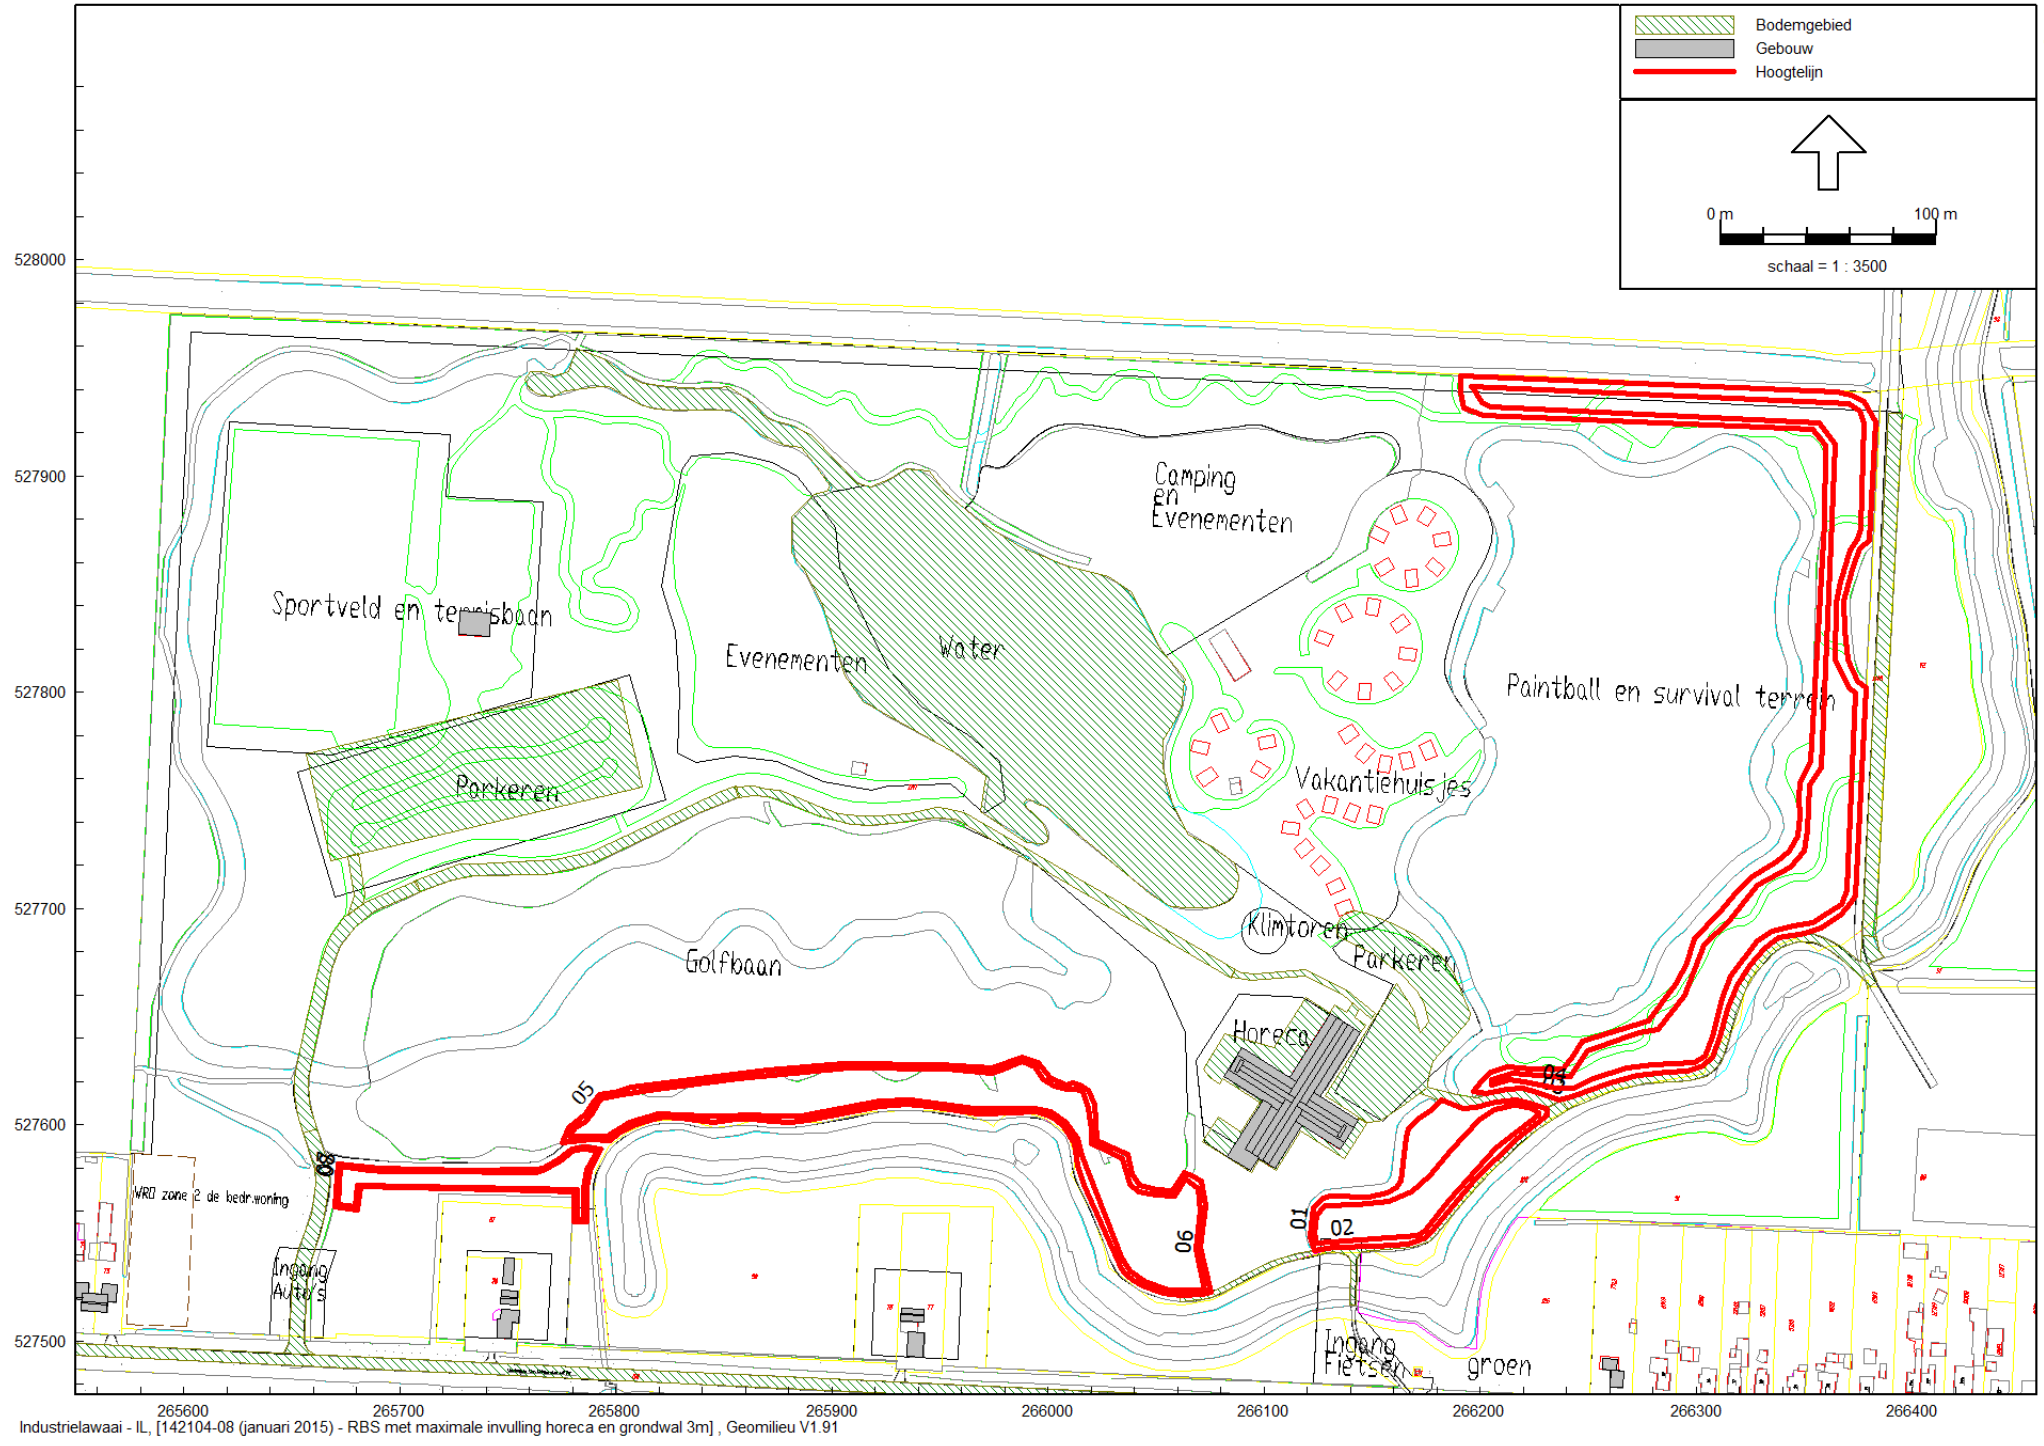 Bodemgebied
Gebouw
Hoogtelijn
0 m 100 m
schaal = 1 : 3500
528000
527900
527800
527700
527600
527500
Camping
en
Evenementen
Sportveld en tennisbaan
Evenementen
Water
Paintball en survival terrein
Parkeren
Vakantiehuisjes
Klimtoren
Parkeren
Golfbaan
Horeca
05
04
01
02
06
08
WRO zone 2 de bedr.woning
Ingang
Auto's
Ingang
Fietsen
groen
265600 265700 265800 265900 266000 266100 266200 266300 266400
Industrielawaai - IL, [142104-08 (januari 2015) - RBS met maximale invulling horeca en grondwal 3m] , Geomilieu V1.91